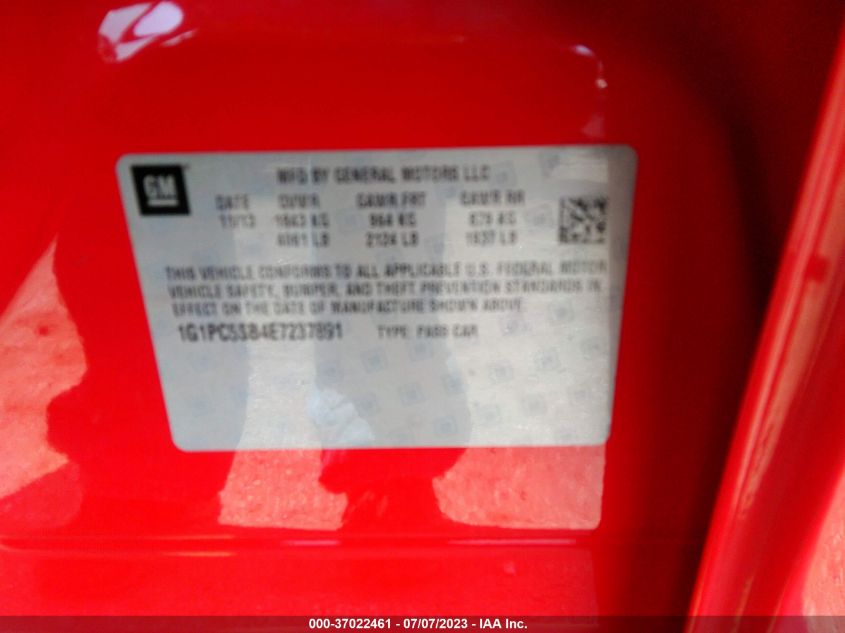 GM
MFD BY GENERAL MOTORS LLC
DATE GVWR GAWR FRT GAWR RR
11/13 1843 KG 964 KG 879 KG
4061 LB 2124 LB 1937 LB
THIS VEHICLE CONFORMS TO ALL APPLICABLE U.S. FEDERAL MOTOR
VEHICLE SAFETY, BUMPER, AND THEFT PREVENTION STANDARDS IN
EFFECT ON THE DATE OF MANUFACTURE SHOWN ABOVE.
1G1PC5SB4E7237891 TYPE: PASS CAR
000-37022461 - 07/07/2023 - IAA Inc.